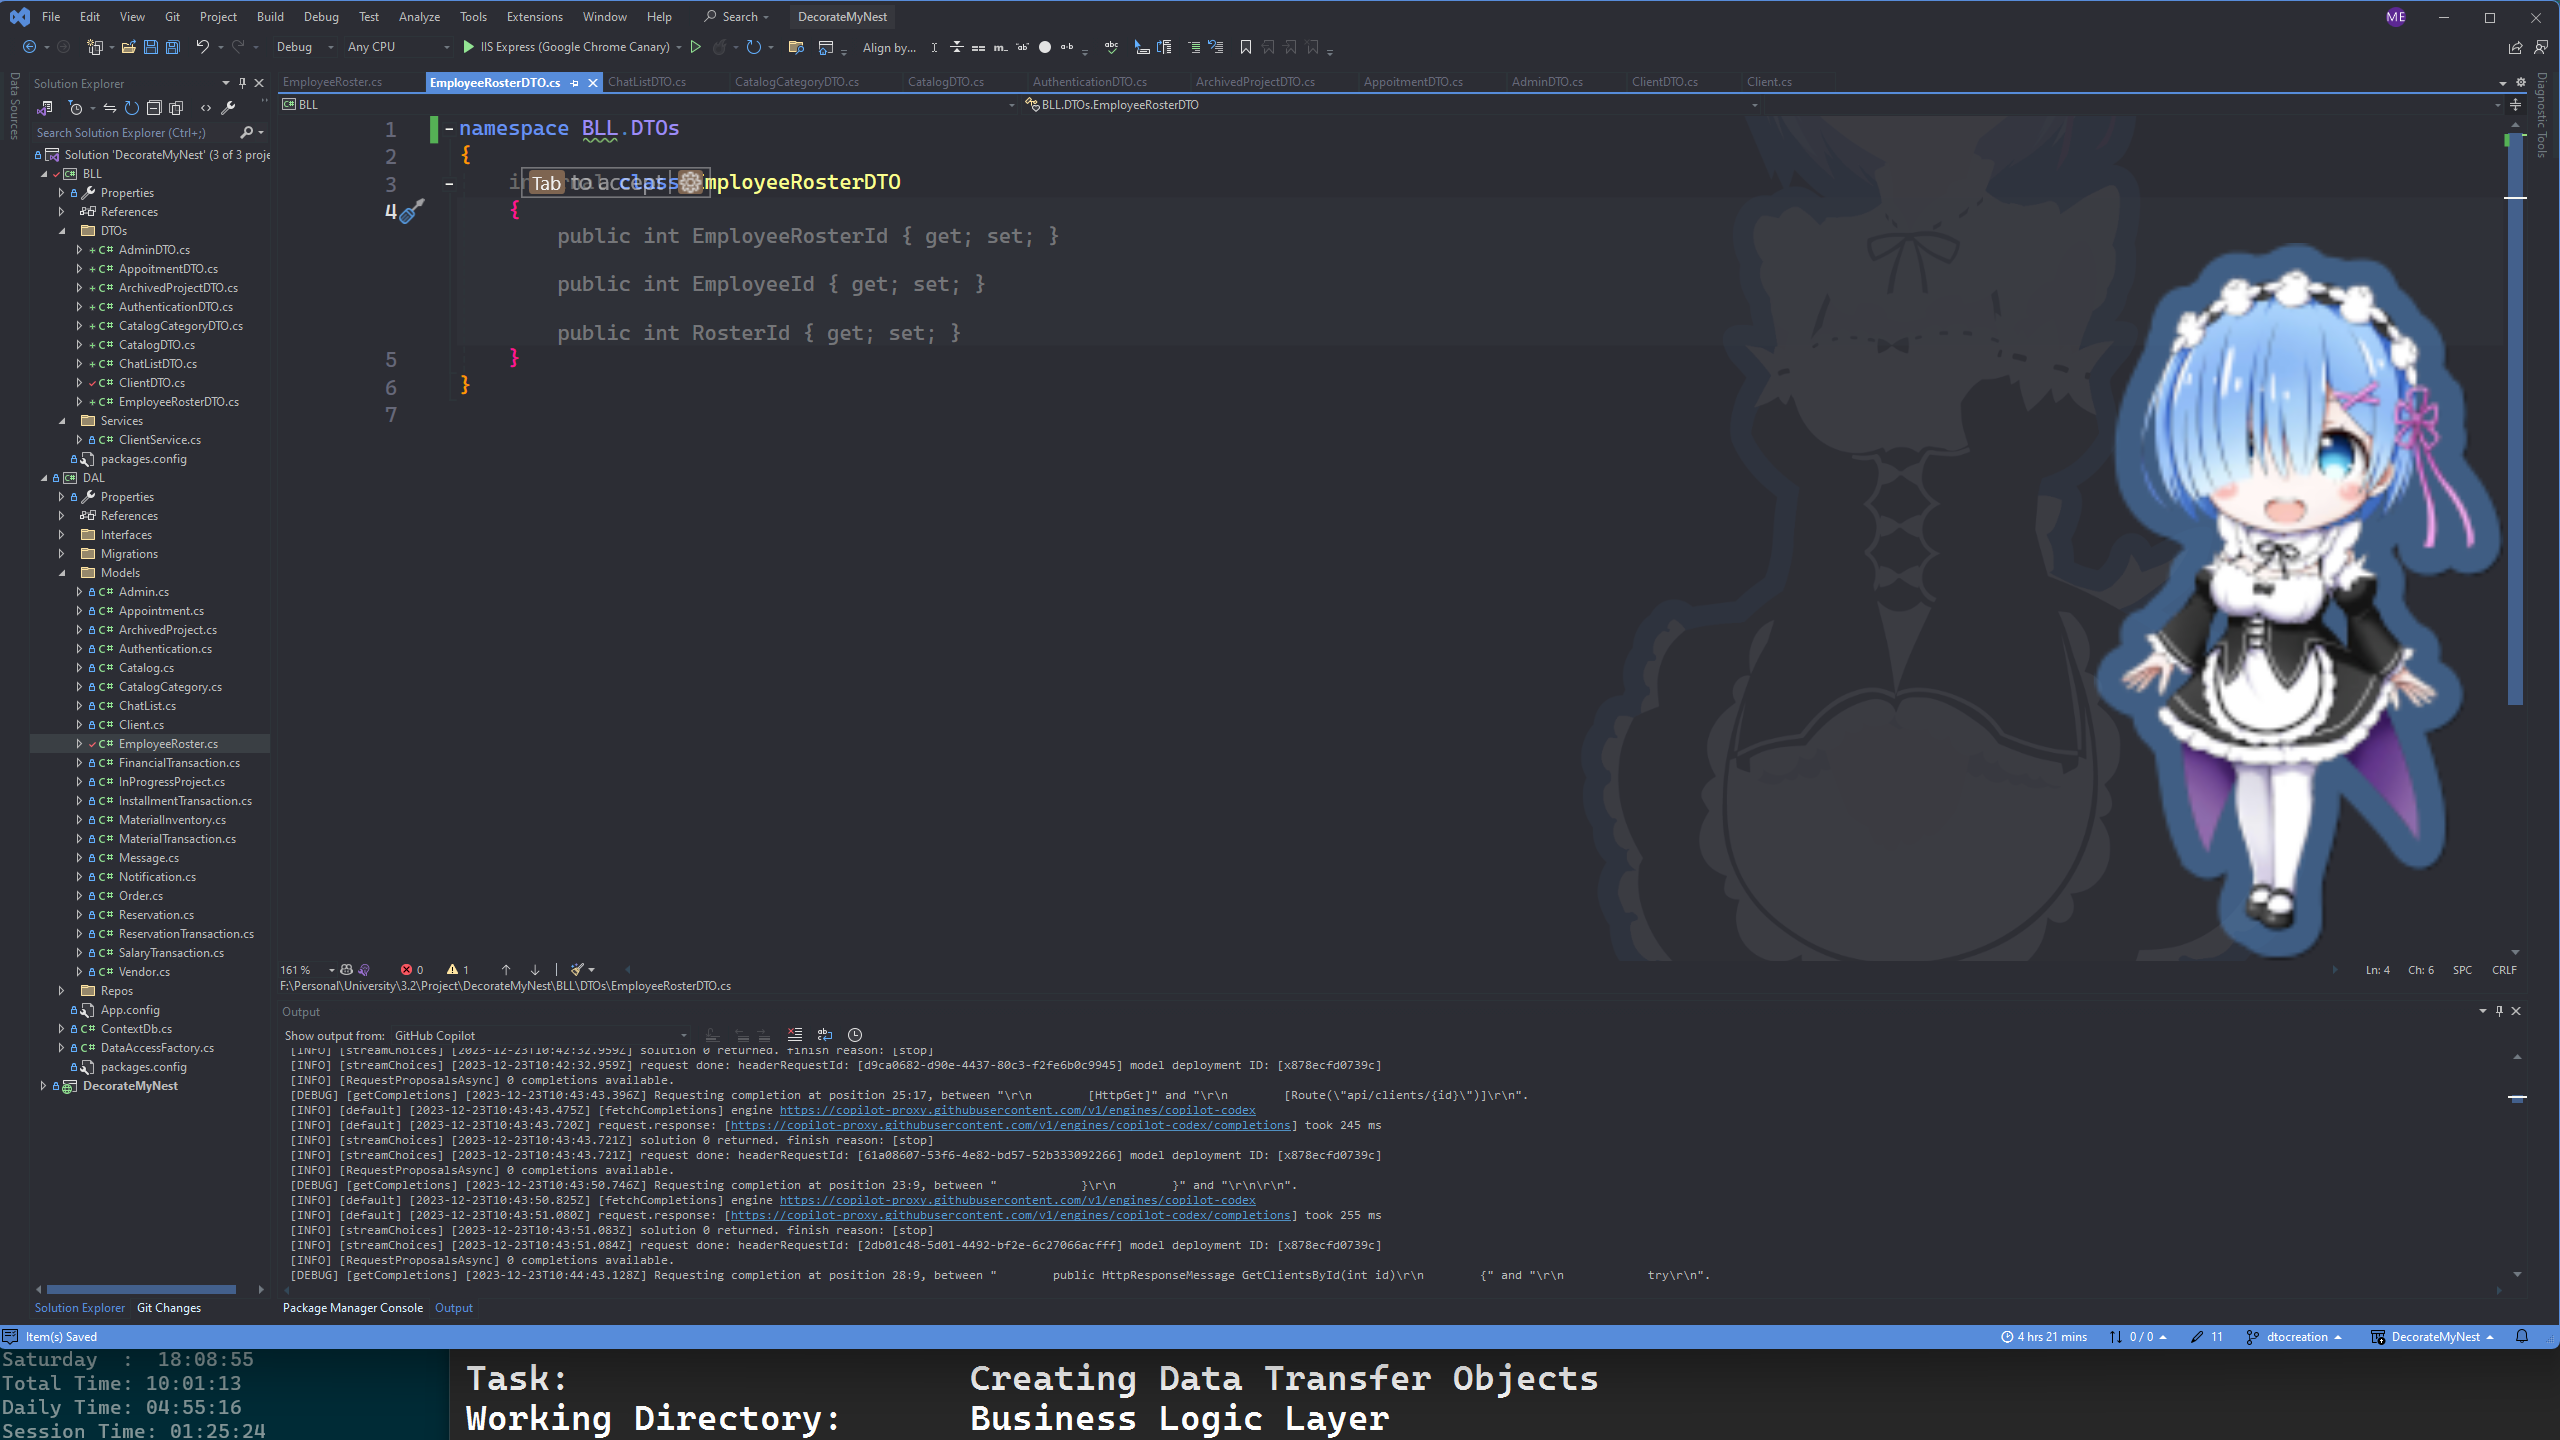 File Edit View Git Project Build Debug Test Analyze Tools Extensions Window Help Search DecorateMyNest ME
Debug Any CPU IIS Express (Google Chrome Canary) Align by...
Data Sources
Diagnostic Tools
Solution Explorer
Search Solution Explorer (Ctrl+;)
Solution 'DecorateMyNest' (3 of 3 proje
BLL
Properties
References
DTOs
C# AdminDTO.cs
C# AppoitmentDTO.cs
C# ArchivedProjectDTO.cs
C# AuthenticationDTO.cs
C# CatalogCategoryDTO.cs
C# CatalogDTO.cs
C# ChatListDTO.cs
C# ClientDTO.cs
C# EmployeeRosterDTO.cs
Services
C# ClientService.cs
packages.config
DAL
Properties
References
Interfaces
Migrations
Models
C# Admin.cs
C# Appointment.cs
C# ArchivedProject.cs
C# Authentication.cs
C# Catalog.cs
C# CatalogCategory.cs
C# ChatList.cs
C# Client.cs
C# EmployeeRoster.cs
C# FinancialTransaction.cs
C# InProgressProject.cs
C# InstallmentTransaction.cs
C# MaterialInventory.cs
C# MaterialTransaction.cs
C# Message.cs
C# Notification.cs
C# Order.cs
C# Reservation.cs
C# ReservationTransaction.cs
C# SalaryTransaction.cs
C# Vendor.cs
Repos
App.config
C# ContextDb.cs
C# DataAccessFactory.cs
packages.config
DecorateMyNest
Solution Explorer Git Changes
EmployeeRoster.cs EmployeeRosterDTO.cs ChatListDTO.cs CatalogCategoryDTO.cs CatalogDTO.cs AuthenticationDTO.cs ArchivedProjectDTO.cs AppoitmentDTO.cs AdminDTO.cs ClientDTO.cs Client.cs
BLL BLL.DTOs.EmployeeRosterDTO
1 namespace BLL.DTOs
2 {
3 class EmployeeRosterDTO
Tab to accept
4 {
public int EmployeeRosterId { get; set; }
public int EmployeeId { get; set; }
public int RosterId { get; set; }
5 }
6 }
7
161 % 0 1 Ln: 4 Ch: 6 SPC CRLF
F:\Personal\University\3.2\Project\DecorateMyNest\BLL\DTOs\EmployeeRosterDTO.cs
Output
Show output from: GitHub Copilot
[INFO] [streamChoices] [2023-12-23T10:42:32.959Z] solution 0 returned. finish reason: [stop]
[INFO] [streamChoices] [2023-12-23T10:42:32.959Z] request done: headerRequestId: [d9ca0682-d90e-4437-80c3-f2fe6b0c9945] model deployment ID: [x878ecfd0739c]
[INFO] [RequestProposalsAsync] 0 completions available.
[DEBUG] [getCompletions] [2023-12-23T10:43:43.396Z] Requesting completion at position 25:17, between "\r\n [HttpGet]" and "\r\n [Route(\"api/clients/{id}\")]\r\n".
[INFO] [default] [2023-12-23T10:43:43.475Z] [fetchCompletions] engine https://copilot-proxy.githubusercontent.com/v1/engines/copilot-codex
[INFO] [default] [2023-12-23T10:43:43.720Z] request.response: [https://copilot-proxy.githubusercontent.com/v1/engines/copilot-codex/completions] took 245 ms
[INFO] [streamChoices] [2023-12-23T10:43:43.721Z] solution 0 returned. finish reason: [stop]
[INFO] [streamChoices] [2023-12-23T10:43:43.721Z] request done: headerRequestId: [61a08607-53f6-4e82-bd57-52b333092266] model deployment ID: [x878ecfd0739c]
[INFO] [RequestProposalsAsync] 0 completions available.
[DEBUG] [getCompletions] [2023-12-23T10:43:50.746Z] Requesting completion at position 23:9, between " }\r\n }" and "\r\n\r\n".
[INFO] [default] [2023-12-23T10:43:50.825Z] [fetchCompletions] engine https://copilot-proxy.githubusercontent.com/v1/engines/copilot-codex
[INFO] [default] [2023-12-23T10:43:51.080Z] request.response: [https://copilot-proxy.githubusercontent.com/v1/engines/copilot-codex/completions] took 255 ms
[INFO] [streamChoices] [2023-12-23T10:43:51.083Z] solution 0 returned. finish reason: [stop]
[INFO] [streamChoices] [2023-12-23T10:43:51.084Z] request done: headerRequestId: [2db01c48-5d01-4492-bf2e-6c27066acfff] model deployment ID: [x878ecfd0739c]
[INFO] [RequestProposalsAsync] 0 completions available.
[DEBUG] [getCompletions] [2023-12-23T10:44:43.128Z] Requesting completion at position 28:9, between " public HttpResponseMessage GetClientsById(int id)\r\n {" and "\r\n try\r\n".
Package Manager Console Output
Item(s) Saved 4 hrs 21 mins 0 / 0 11 dtocreation DecorateMyNest
Saturday : 18:08:55
Total Time: 10:01:13
Daily Time: 04:55:16
Session Time: 01:25:24
Task: Creating Data Transfer Objects
Working Directory: Business Logic Layer